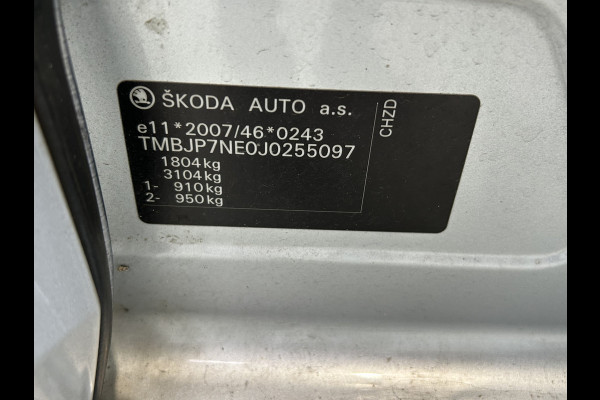 ŠKODA AUTO a.s.
e11*2007/46*0243
TMBJP7NE0J0255097
1804kg
3104kg
1- 910kg
2- 950kg
CHZD